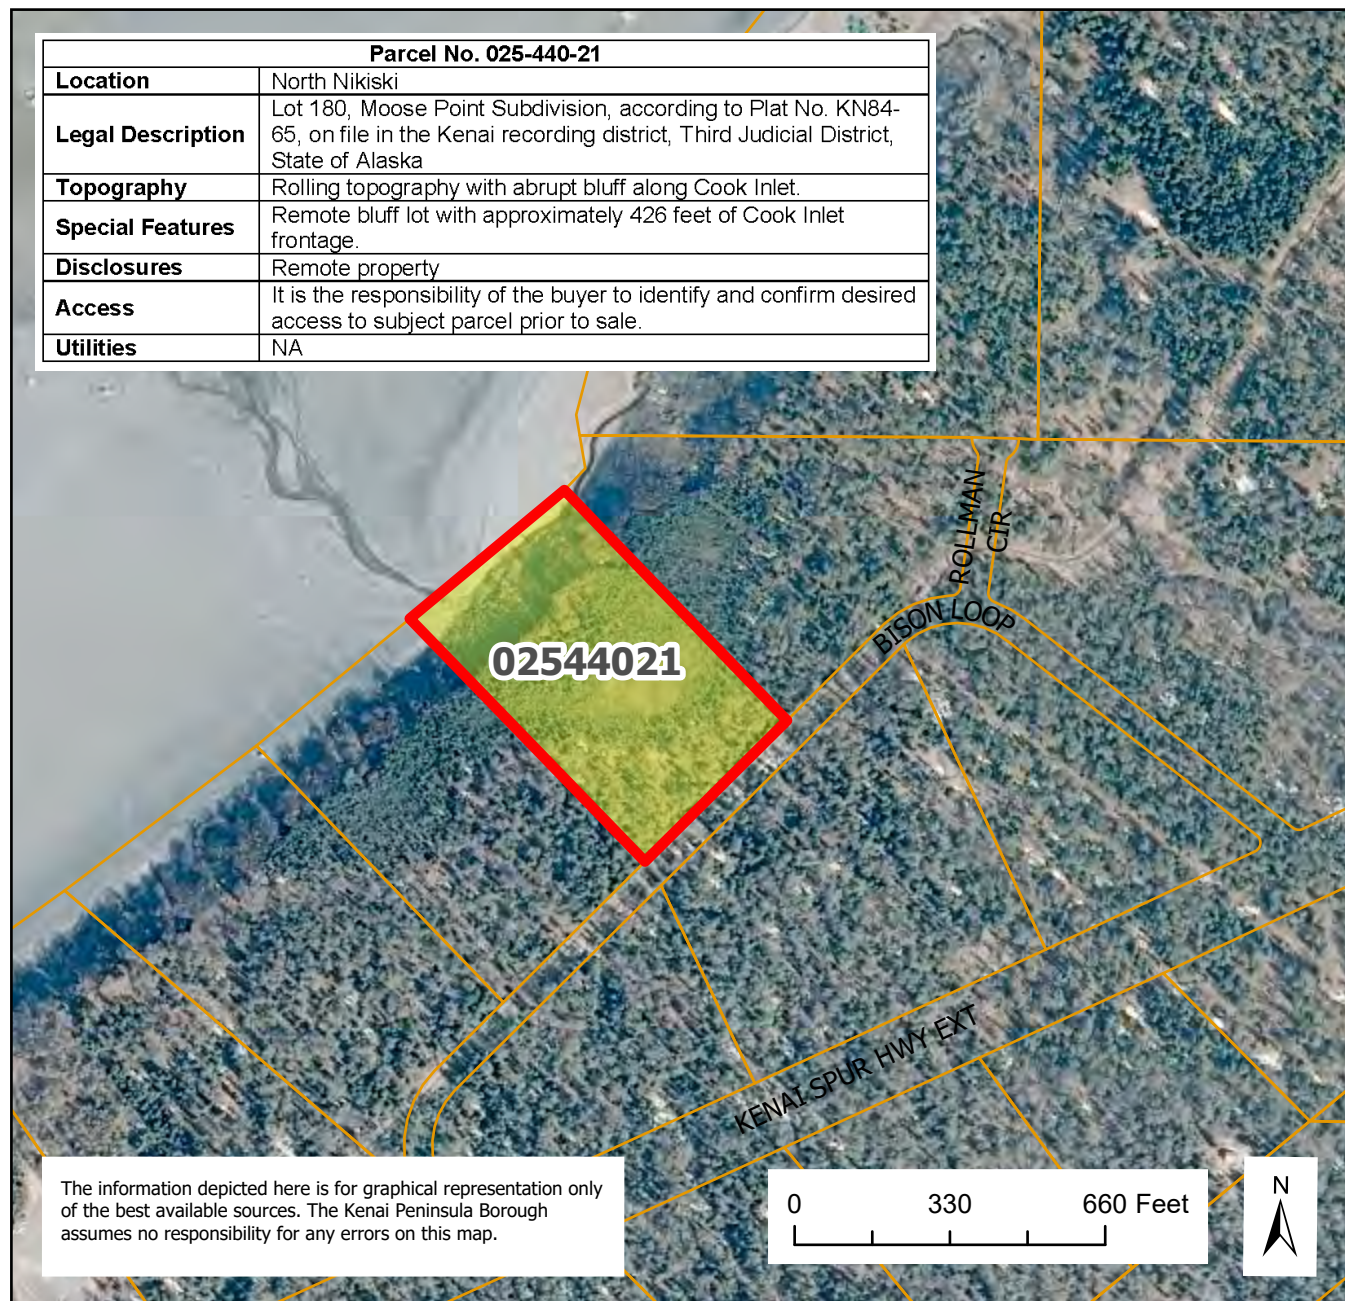 Parcel No. 025-440-21
Location North Nikiski
Legal Description Lot 180, Moose Point Subdivision, according to Plat No. KN84-
65, on file in the Kenai recording district, Third Judicial District,
State of Alaska
Topography Rolling topography with abrupt bluff along Cook Inlet.
Special Features Remote bluff lot with approximately 426 feet of Cook Inlet
frontage.
Disclosures Remote property
Access It is the responsibility of the buyer to identify and confirm desired
access to subject parcel prior to sale.
Utilities NA
ROLLMAN
CIR
BISON LOOP
02544021
KENAI SPUR HWY EXT
The information depicted here is for graphical representation only
of the best available sources. The Kenai Peninsula Borough
assumes no responsibility for any errors on this map.
0 330 660 Feet
N